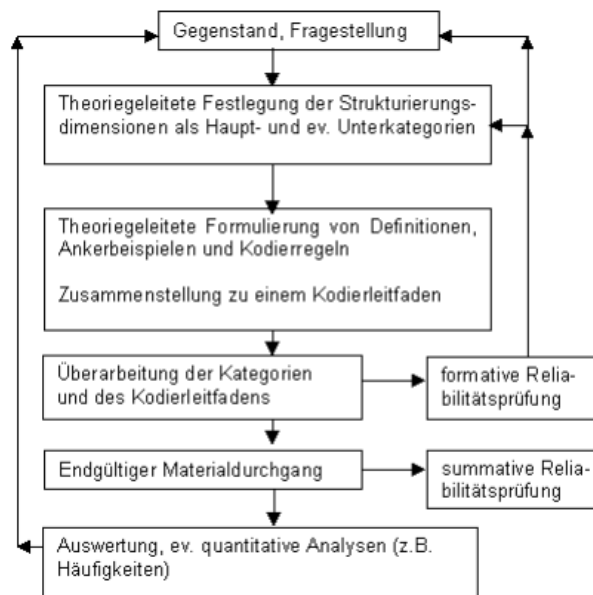 Gegenstand, Fragestellung
Theoriegeleitete Festlegung der Strukturierungs-
dimensionen als Haupt- und ev. Unterkategorien
Theoriegeleitete Formulierung von Definitionen,
Ankerbeispielen und Kodierregeln
Zusammenstellung zu einem Kodierleitfaden
Überarbeitung der Kategorien
und des Kodierleitfadens
formative Relia-
bilitätsprüfung
Endgültiger Materialdurchgang
summative Relia-
bilitätsprüfung
Auswertung, ev. quantitative Analysen (z.B.
Häufigkeiten)